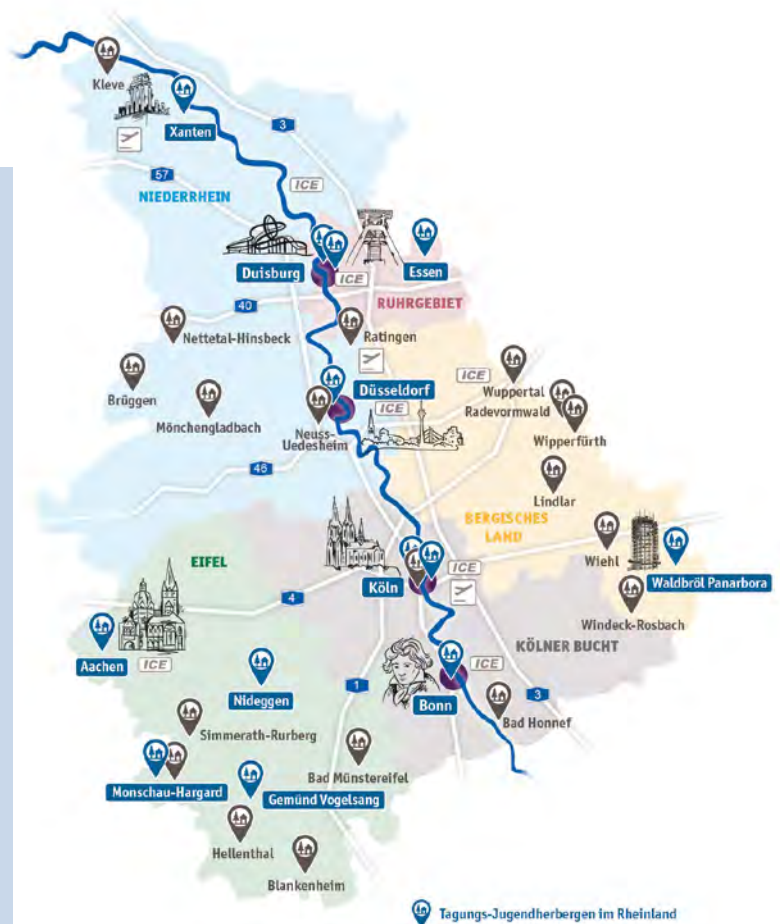 Kleve
Xanten
3
57
ICE
NIEDERRHEIN
Duisburg
ICE
Essen
RUHRGEBIET
40
Nettetal-Hinsbeck
Ratingen
ICE
Wuppertal
Brüggen
Düsseldorf
ICE
Radevormwald
Mönchengladbach
Neuss-
Uedesheim
Wipperfürth
46
Lindlar
BERGISCHES
LAND
EIFEL
Wiehl
Köln
ICE
Waldbröl Panarbora
4
Windeck-Rosbach
KÖLNER BUCHT
Aachen
ICE
ICE
Nideggen
1
Bonn
3
Bad Honnef
Simmerath-Rurberg
Bad Münstereifel
Monschau-Hargard
Gemünd Vogelsang
Hellenthal
Blankenheim
Tagungs-Jugendherbergen im Rheinland